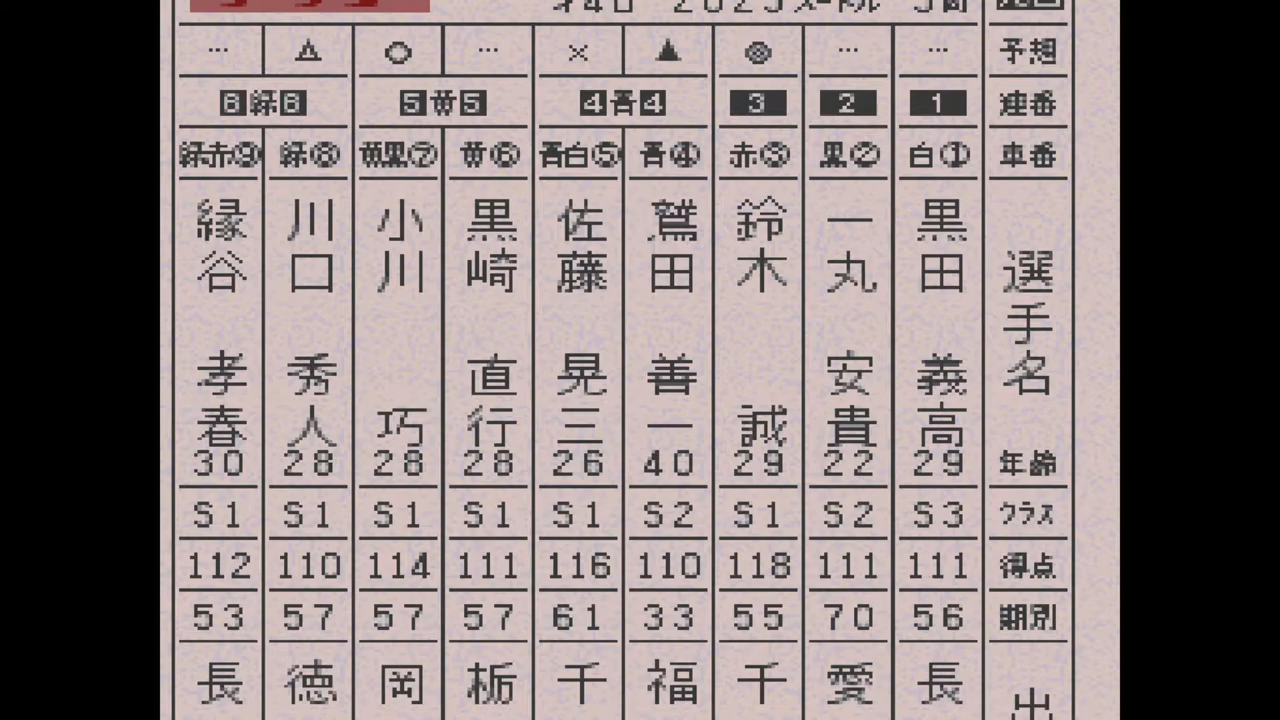 … △ ○ … × ▲ ◎ … … 予想
6緑6 5黄5 4青4 3 2 1 連番
緑赤⑨ 緑⑧ 黄黒⑦ 黄⑥ 青白⑤ 青④ 赤③ 黒② 白① 車番
選手名
黒田義高
一丸安貴
鈴木誠
鷲田善一
佐藤晃三
黒崎直行
小川巧
川口秀人
縁谷孝春
30 28 28 28 26 40 29 22 29 年齢
S1 S1 S1 S1 S1 S2 S1 S2 S3 クラス
112 110 114 111 116 110 118 111 111 得点
53 57 57 57 61 33 55 70 56 期別
長 徳 岡 栃 千 福 千 愛 長 出